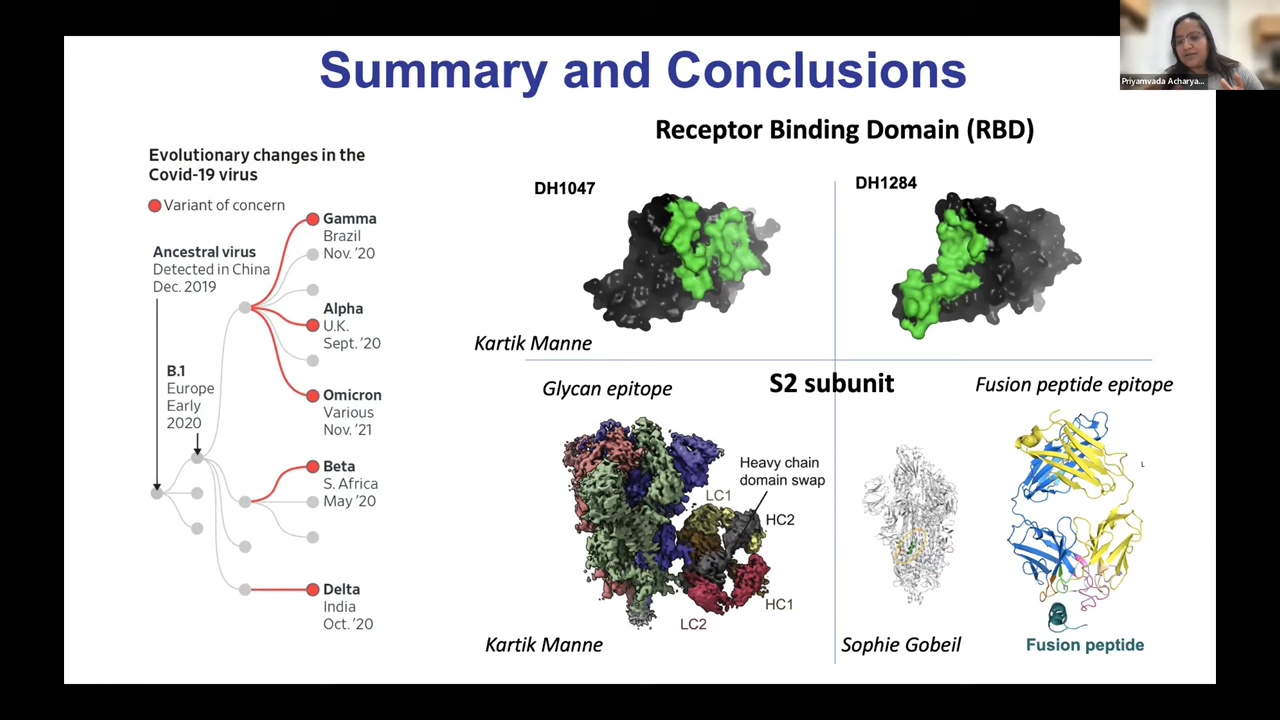 Summary and Conclusions
Priyamvada Acharya...
Receptor Binding Domain (RBD)
Evolutionary changes in the
Covid-19 virus
Variant of concern
Ancestral virus
Detected in China
Dec. 2019
B.1
Europe
Early
2020
Gamma
Brazil
Nov. '20
Alpha
U.K.
Sept. '20
Omicron
Various
Nov. '21
Beta
S. Africa
May '20
Delta
India
Oct. '20
DH1047
DH1284
Kartik Manne
S2 subunit
Glycan epitope
Fusion peptide epitope
Heavy chain
domain swap
LC1
HC2
HC1
LC2
L
Kartik Manne
Sophie Gobeil
Fusion peptide